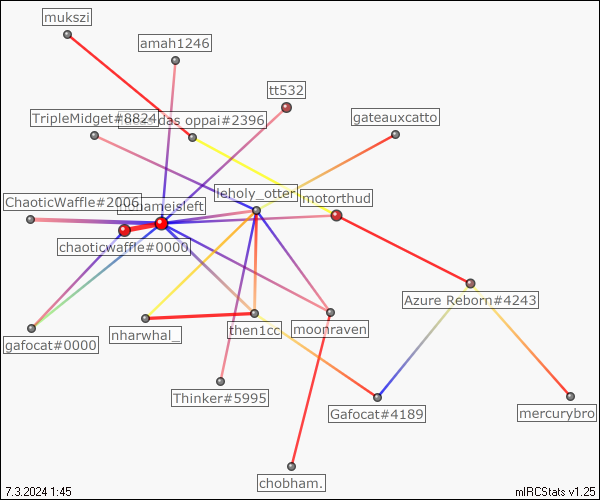 mukszi
amah1246
tt532
TripleMidget#8824
das oppai#2396
gateauxcatto
leholy_otter
motorthud
ChaoticWaffle#2006
nonameisleft
chaoticwaffle#0000
Azure Reborn#4243
gafocat#0000
nharwhal_
then1cc
moonraven
Thinker#5995
Gafocat#4189
mercurybro
chobham.
7.3.2024 1:45
mIRCStats v1.25